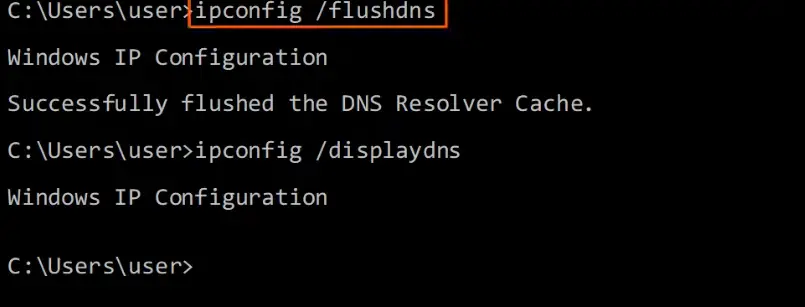 C:\Users\user>ipconfig /flushdns
Windows IP Configuration
Successfully flushed the DNS Resolver Cache.
C:\Users\user>ipconfig /displaydns
Windows IP Configuration
C:\Users\user>